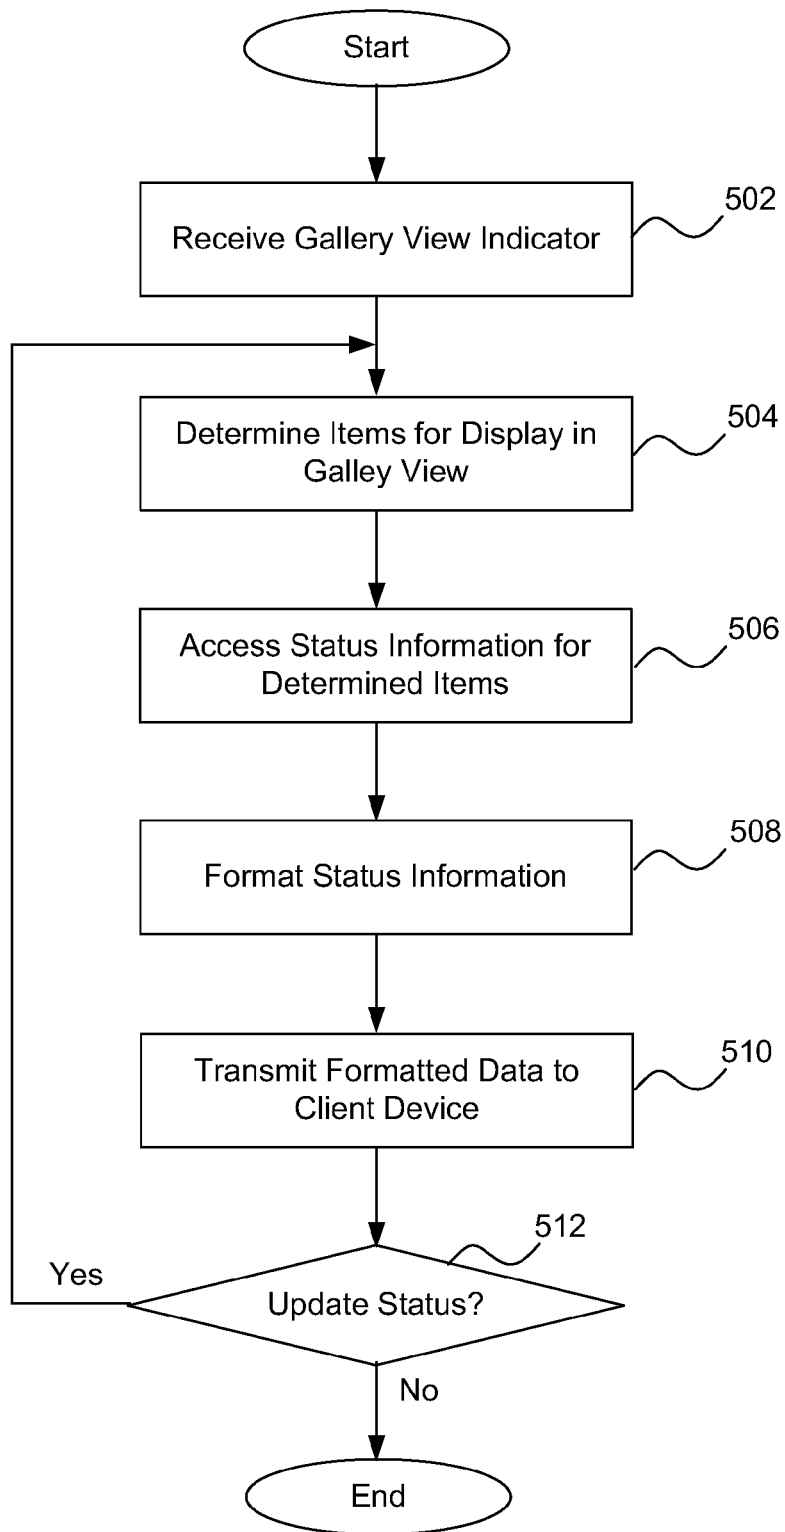 Start
502
Receive Gallery View Indicator
504
Determine Items for Display in
Galley View
506
Access Status Information for
Determined Items
508
Format Status Information
510
Transmit Formatted Data to
Client Device
512
Yes
Update Status?
No
End